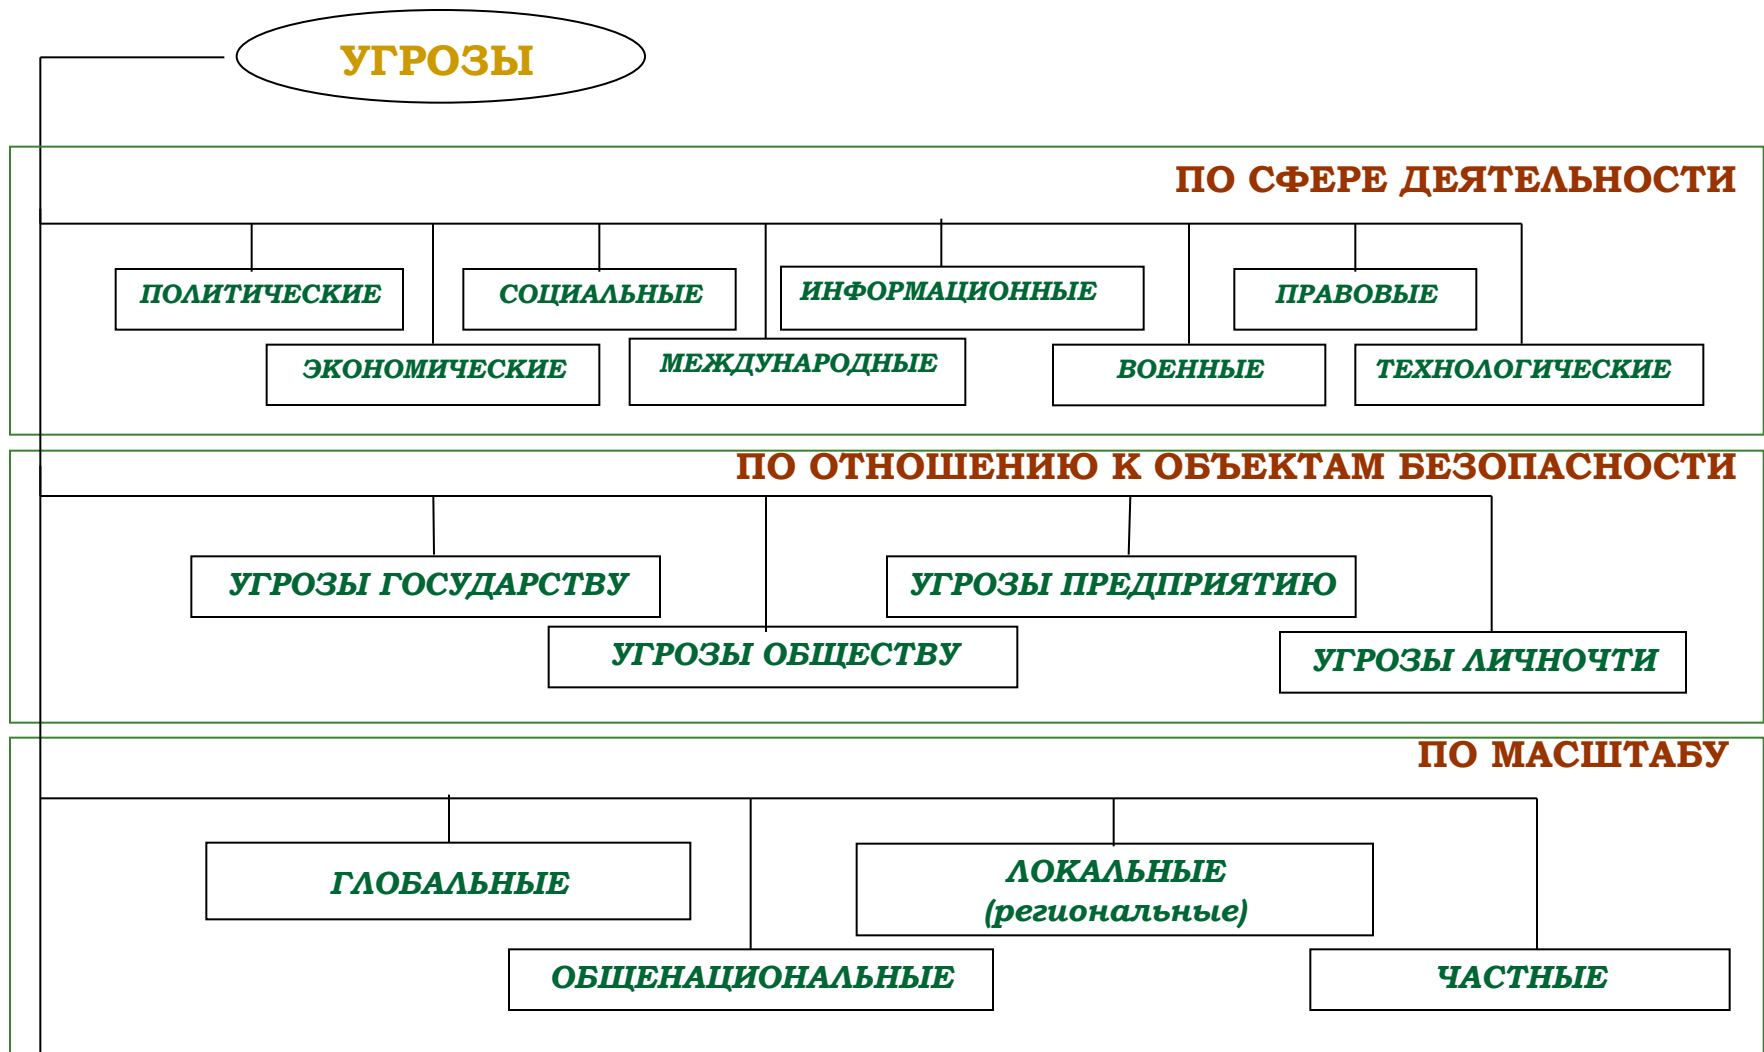 УГРОЗЫ
ПО СФЕРЕ ДЕЯТЕЛЬНОСТИ
ПОЛИТИЧЕСКИЕ
СОЦИАЛЬНЫЕ
ИНФОРМАЦИОННЫЕ
ПРАВОВЫЕ
ЭКОНОМИЧЕСКИЕ
МЕЖДУНАРОДНЫЕ
ВОЕННЫЕ
ТЕХНОЛОГИЧЕСКИЕ
ПО ОТНОШЕНИЮ К ОБЪЕКТАМ БЕЗОПАСНОСТИ
УГРОЗЫ ГОСУДАРСТВУ
УГРОЗЫ ПРЕДПРИЯТИЮ
УГРОЗЫ ОБЩЕСТВУ
УГРОЗЫ ЛИЧНОЧТИ
ПО МАСШТАБУ
ГЛОБАЛЬНЫЕ
ЛОКАЛЬНЫЕ
(региональные)
ОБЩЕНАЦИОНАЛЬНЫЕ
ЧАСТНЫЕ